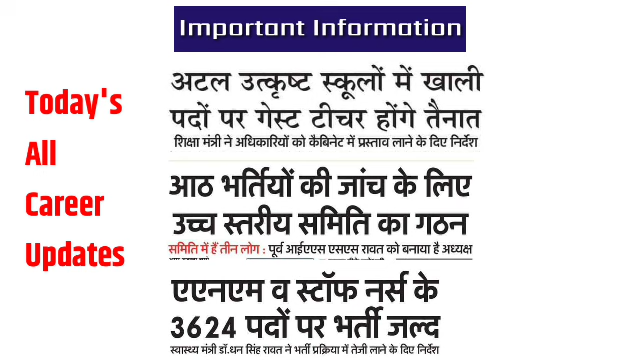 Important Information
Today's
All
Career
Updates
अटल उत्कृष्ट स्कूलों में खाली
पदों पर गेस्ट टीचर होंगे तैनात
शिक्षा मंत्री ने अधिकारियों को कैबिनेट में प्रस्ताव लाने के दिए निर्देश
आठ भर्तियों की जांच के लिए
उच्च स्तरीय समिति का गठन
समिति में हैं तीन लोग : पूर्व आईएएस एसएस रावत को बनाया है अध्यक्ष
एएनएम व स्टॉफ नर्स के
3624 पदों पर भर्ती जल्द
स्वास्थ्य मंत्री डॉ.धन सिंह रावत ने भर्ती प्रक्रिया में तेजी लाने के दिए निर्देश